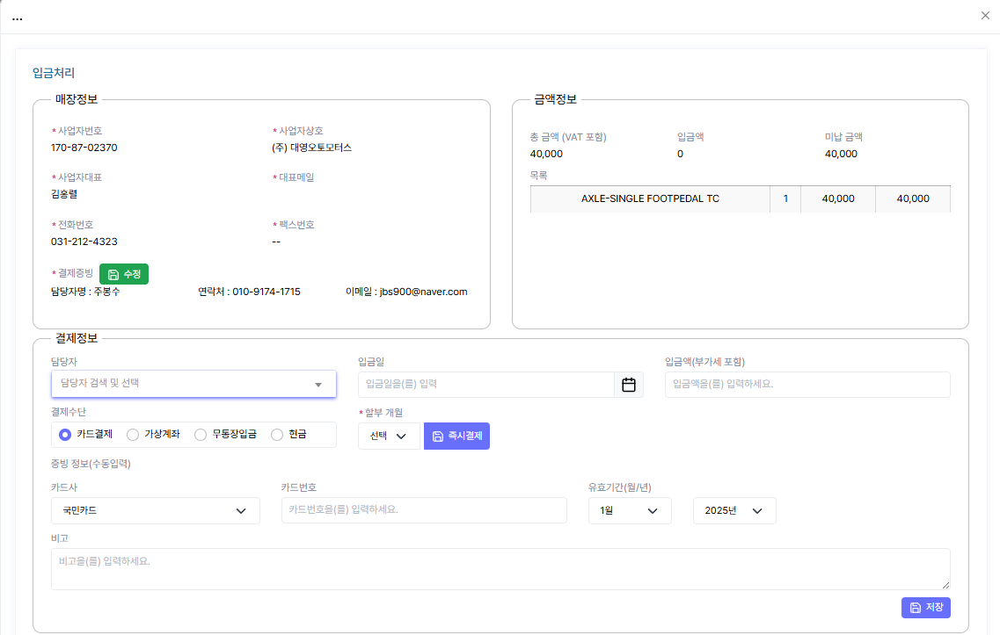 ...
입금처리
매장정보
* 사업자번호
170-87-02370
* 사업자상호
(주) 대영오토모터스
* 사업자대표
김홍렬
* 대표메일
* 전화번호
031-212-4323
* 팩스번호
--
* 결제증빙
수정
담당자명 : 주봉수
연락처 : 010-9174-1715
이메일 : jbs900@naver.com
금액정보
총 금액 (VAT 포함)
40,000
입금액
0
미납 금액
40,000
목록
AXLE-SINGLE FOOTPEDAL TC 1 40,000 40,000
결제정보
담당자
담당자 검색 및 선택
입금일
입금일을(를) 입력
입금액(부가세 포함)
입금액을(를) 입력하세요.
결제수단
카드결제 가상계좌 무통장입금 현금
* 할부 개월
선택
즉시결제
증빙 정보(수동입력)
카드사
국민카드
카드번호
카드번호을(를) 입력하세요.
유효기간(월/년)
1월
2025년
비고
비고을(를) 입력하세요.
저장